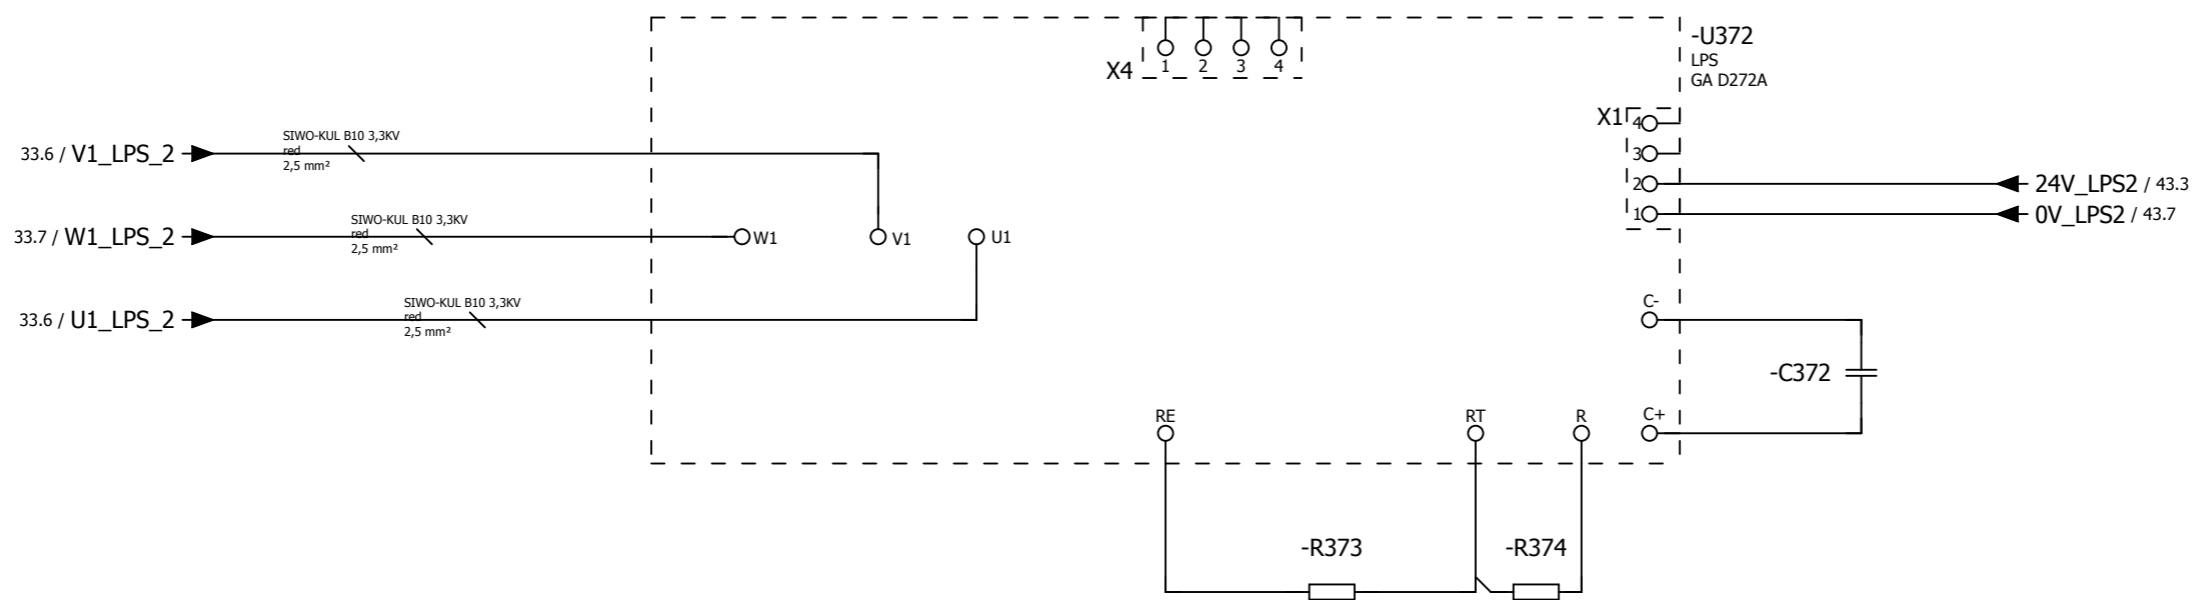 -U372
LPS
GA D272A
X4
1 2 3 4
X1
4
3
2
1
24V_LPS2 / 43.3
0V_LPS2 / 43.7
SIWO-KUL B10 3,3KV
red
2,5 mm²
33.6 / V1_LPS_2
SIWO-KUL B10 3,3KV
red
2,5 mm²
33.7 / W1_LPS_2
W1 V1 U1
SIWO-KUL B10 3,3KV
red
2,5 mm²
33.6 / U1_LPS_2
C-
-C372
C+
RE RT R
-R373 -R374